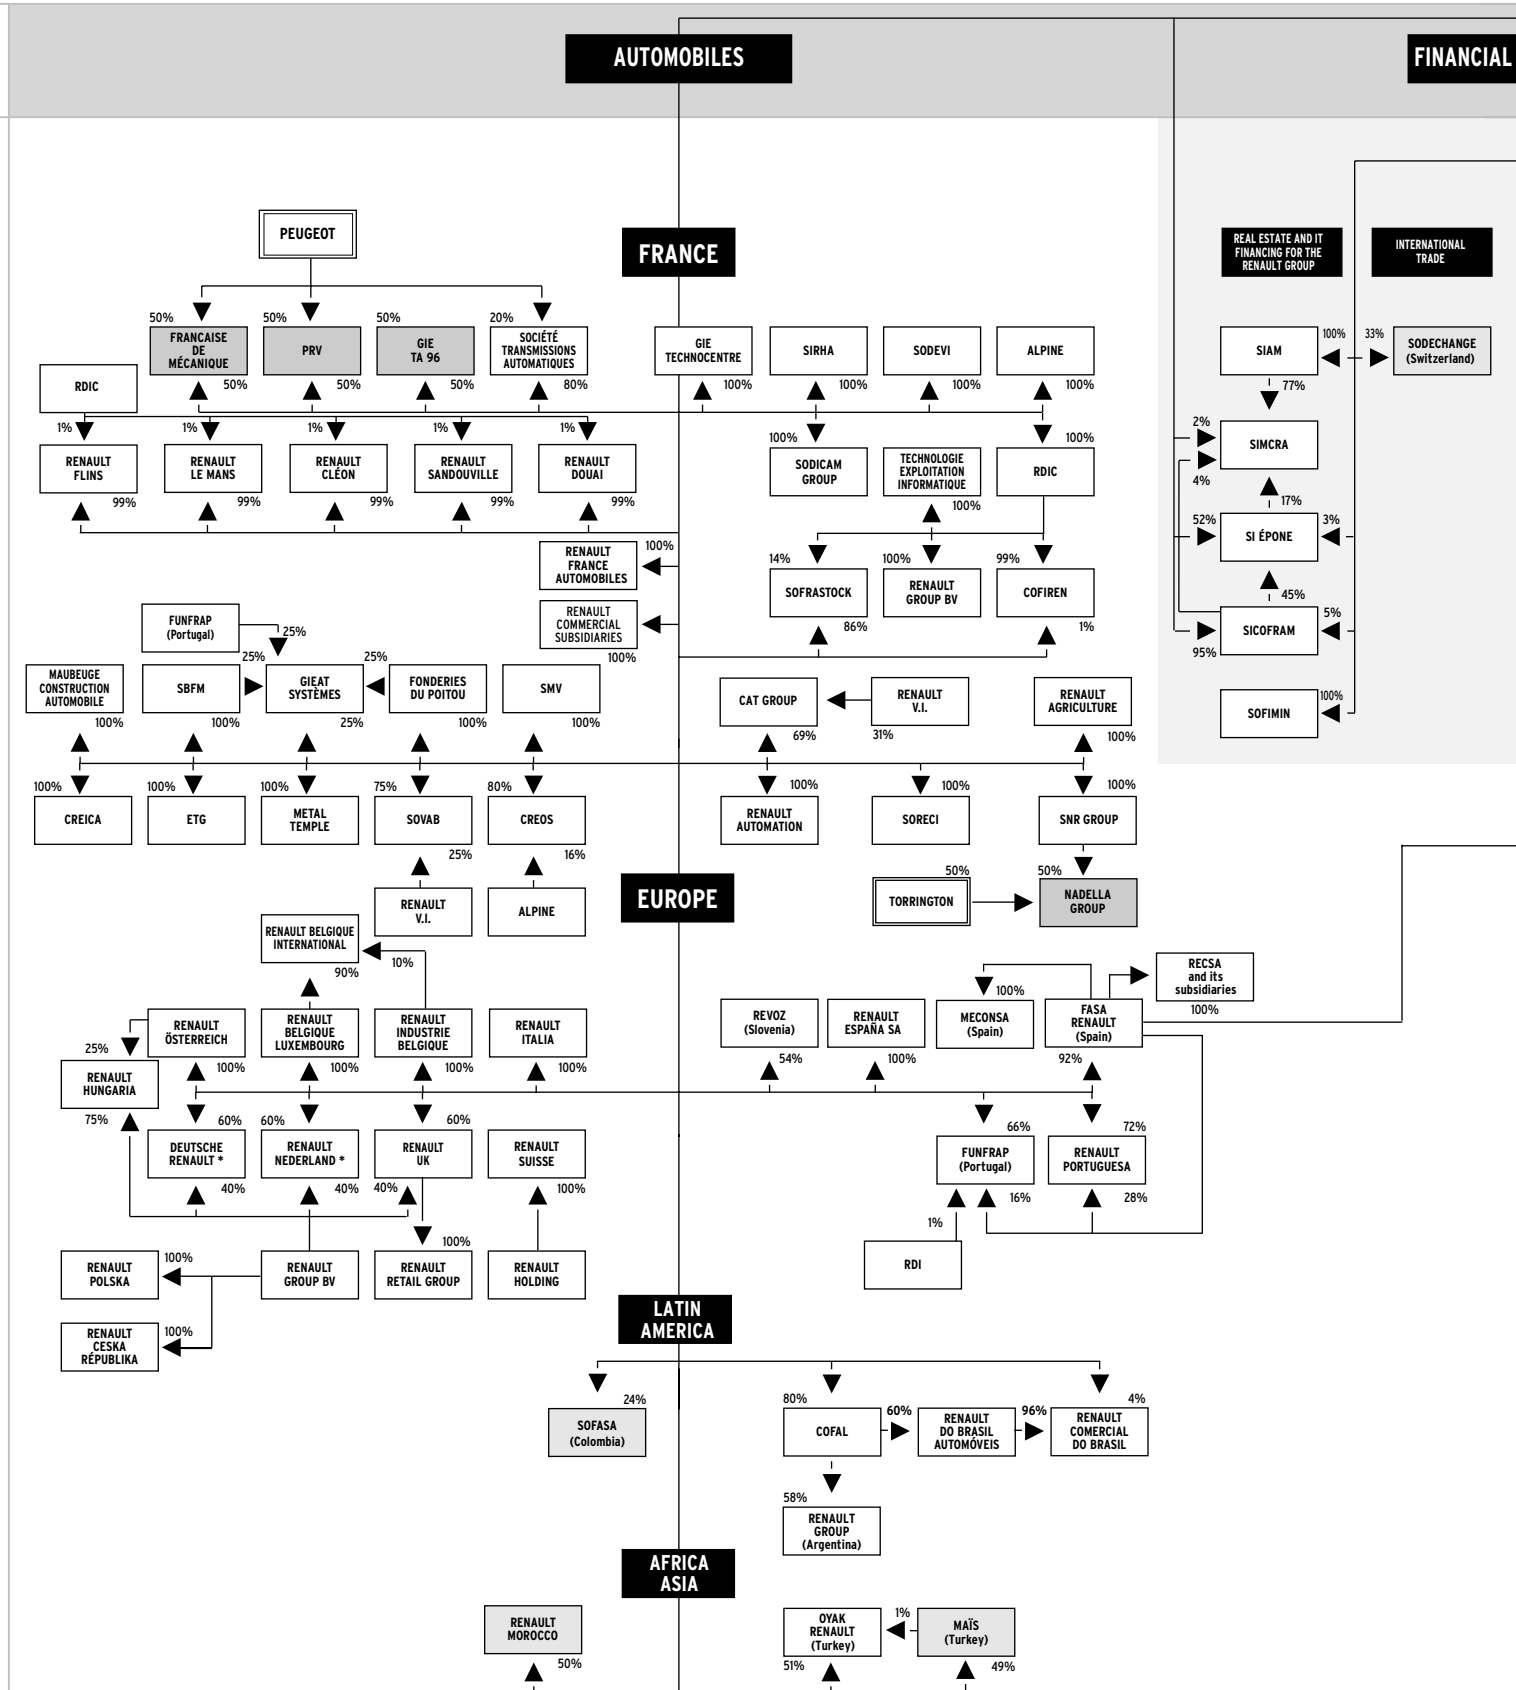 AUTOMOBILES
FINANCIAL
PEUGEOT
FRANCE
REAL ESTATE AND IT
FINANCING FOR THE
RENAULT GROUP
INTERNATIONAL
TRADE
50%
50%
50%
20%
FRANCAISE
DE
MÉCANIQUE
PRV
GIE
TA 96
SOCIÉTÉ
TRANSMISSIONS
AUTOMATIQUES
GIE
TECHNOCENTRE
SIRHA
SODEVI
ALPINE
SIAM
100%
33%
SODECHANGE
(Switzerland)
RDIC
50%
50%
50%
80%
100%
100%
100%
100%
77%
1%
1%
1%
1%
1%
100%
100%
2%
RENAULT
FLINS
RENAULT
LE MANS
RENAULT
CLÉON
RENAULT
SANDOUVILLE
RENAULT
DOUAI
SODICAM
GROUP
TECHNOLOGIE
EXPLOITATION
INFORMATIQUE
RDIC
SIMCRA
4%
99%
99%
99%
99%
99%
100%
17%
52%
SI ÉPONE
3%
RENAULT
FRANCE
AUTOMOBILES
100%
14%
100%
99%
SOFRASTOCK
RENAULT
GROUP BV
COFIREN
45%
FUNFRAP
(Portugal)
25%
RENAULT
COMMERCIAL
SUBSIDIARIES
100%
86%
1%
5%
SICOFRAM
95%
25%
25%
MAUBEUGE
CONSTRUCTION
AUTOMOBILE
SBFM
GIEAT
SYSTÈMES
FONDERIES
DU POITOU
SMV
CAT GROUP
RENAULT
V.I.
RENAULT
AGRICULTURE
100%
SOFIMIN
100%
100%
25%
100%
100%
69%
31%
100%
100%
100%
100%
75%
80%
100%
100%
100%
CREICA
ETG
METAL
TEMPLE
SOVAB
CREOS
RENAULT
AUTOMATION
SORECI
SNR GROUP
25%
16%
50%
50%
RENAULT
V.I.
ALPINE
EUROPE
TORRINGTON
NADELLA
GROUP
RENAULT BELGIQUE
INTERNATIONAL
90%
10%
RECSA
and its
subsidiaries
100%
RENAULT
ÖSTERREICH
RENAULT
BELGIQUE
LUXEMBOURG
RENAULT
INDUSTRIE
BELGIQUE
RENAULT
ITALIA
REVOZ
(Slovenia)
RENAULT
ESPAÑA SA
100%
MECONSA
(Spain)
FASA
RENAULT
(Spain)
25%
100%
100%
100%
100%
54%
100%
92%
RENAULT
HUNGARIA
75%
60%
60%
60%
66%
72%
DEUTSCHE
RENAULT *
RENAULT
NEDERLAND *
RENAULT
UK
RENAULT
SUISSE
FUNFRAP
(Portugal)
RENAULT
PORTUGUESA
40%
40%
40%
100%
16%
28%
1%
100%
100%
RENAULT
POLSKA
RENAULT
GROUP BV
RENAULT
RETAIL GROUP
RENAULT
HOLDING
RDI
LATIN
AMERICA
RENAULT
CESKA
RÉPUBLIKA
100%
24%
80%
60%
96%
4%
SOFASA
(Colombia)
COFAL
RENAULT
DO BRASIL
AUTOMÓVEIS
RENAULT
COMERCIAL
DO BRASIL
58%
RENAULT
GROUP
(Argentina)
AFRICA
ASIA
RENAULT
MOROCCO
50%
OYAK
RENAULT
(Turkey)
1%
MAÏS
(Turkey)
51%
49%